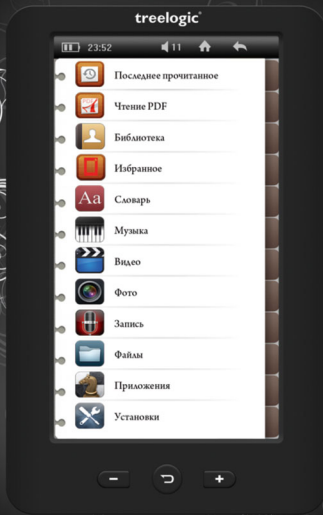 treelogic
23:52 11
Последнее прочитанное
Чтение PDF
Библиотека
Избранное
Aa Словарь
Музыка
Видео
Фото
Запись
Файлы
Приложения
Установки